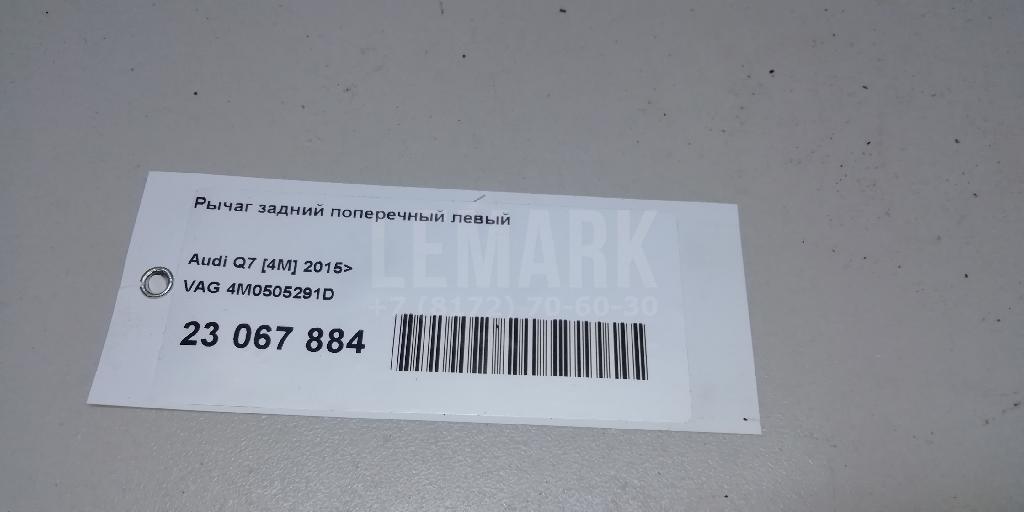 Рычаг задний поперечный левый
LEMARK
Audi Q7 [4M] 2015>
VAG 4M0505291D
+7 (8172) 70-60-30
23 067 884